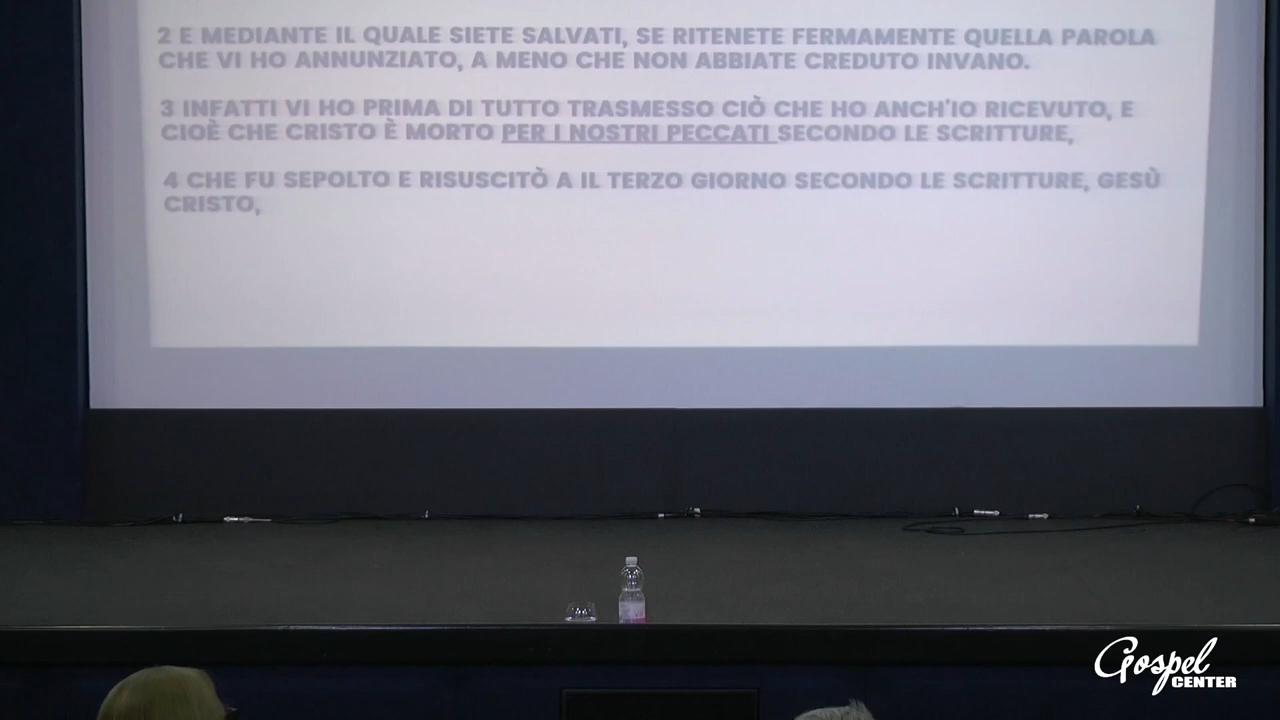 2 E MEDIANTE IL QUALE SIETE SALVATI, SE RITENETE FERMAMENTE QUELLA PAROLA
CHE VI HO ANNUNZIATO, A MENO CHE NON ABBIATE CREDUTO INVANO.
3 INFATTI VI HO PRIMA DI TUTTO TRASMESSO CIÒ CHE HO ANCH'IO RICEVUTO, E
CIOÈ CHE CRISTO È MORTO PER I NOSTRI PECCATI SECONDO LE SCRITTURE,
4 CHE FU SEPOLTO E RISUSCITÒ A IL TERZO GIORNO SECONDO LE SCRITTURE, GESÙ
CRISTO,
Gospel
CENTER